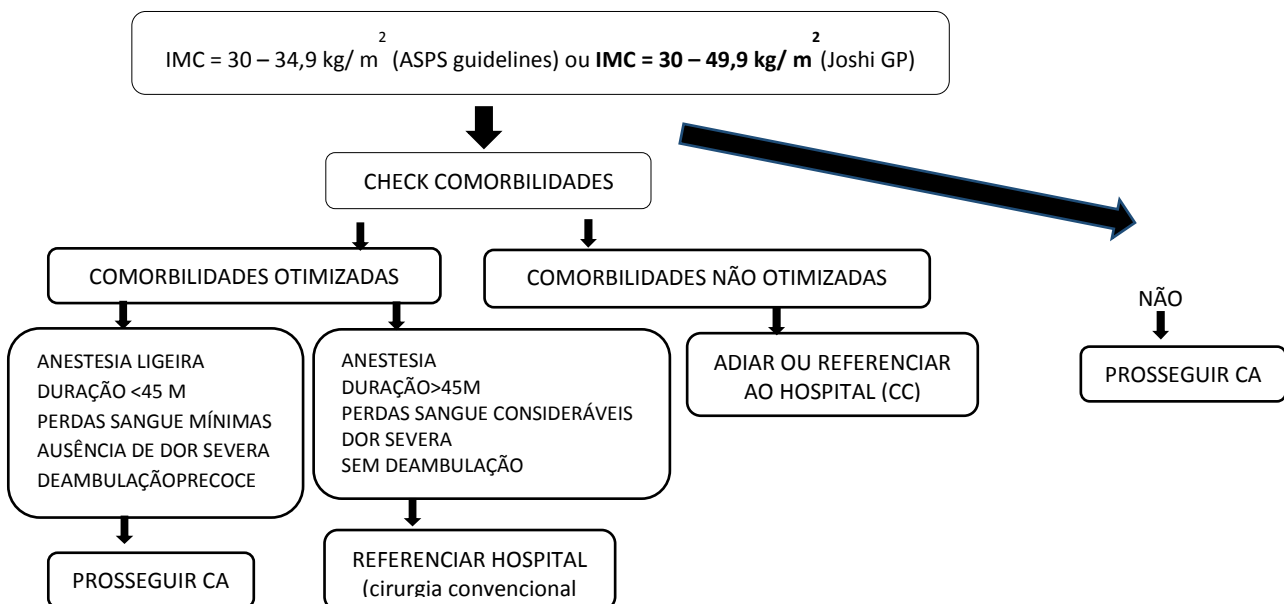 IMC = 30 – 34,9 kg/ m² (ASPS guidelines) ou IMC = 30 – 49,9 kg/ m² (Joshi GP)
CHECK COMORBILIDADES
COMORBILIDADES OTIMIZADAS
COMORBILIDADES NÃO OTIMIZADAS
NÃO
ANESTESIA LIGEIRA
DURAÇÃO <45 M
PERDAS SANGUE MÍNIMAS
AUSÊNCIA DE DOR SEVERA
DEAMBULAÇÃOPRECOCE
ANESTESIA
DURAÇÃO>45M
PERDAS SANGUE CONSIDERÁVEIS
DOR SEVERA
SEM DEAMBULAÇÃO
ADIAR OU REFERENCIAR
AO HOSPITAL (CC)
PROSSEGUIR CA
PROSSEGUIR CA
REFERENCIAR HOSPITAL
(cirurgia convencional